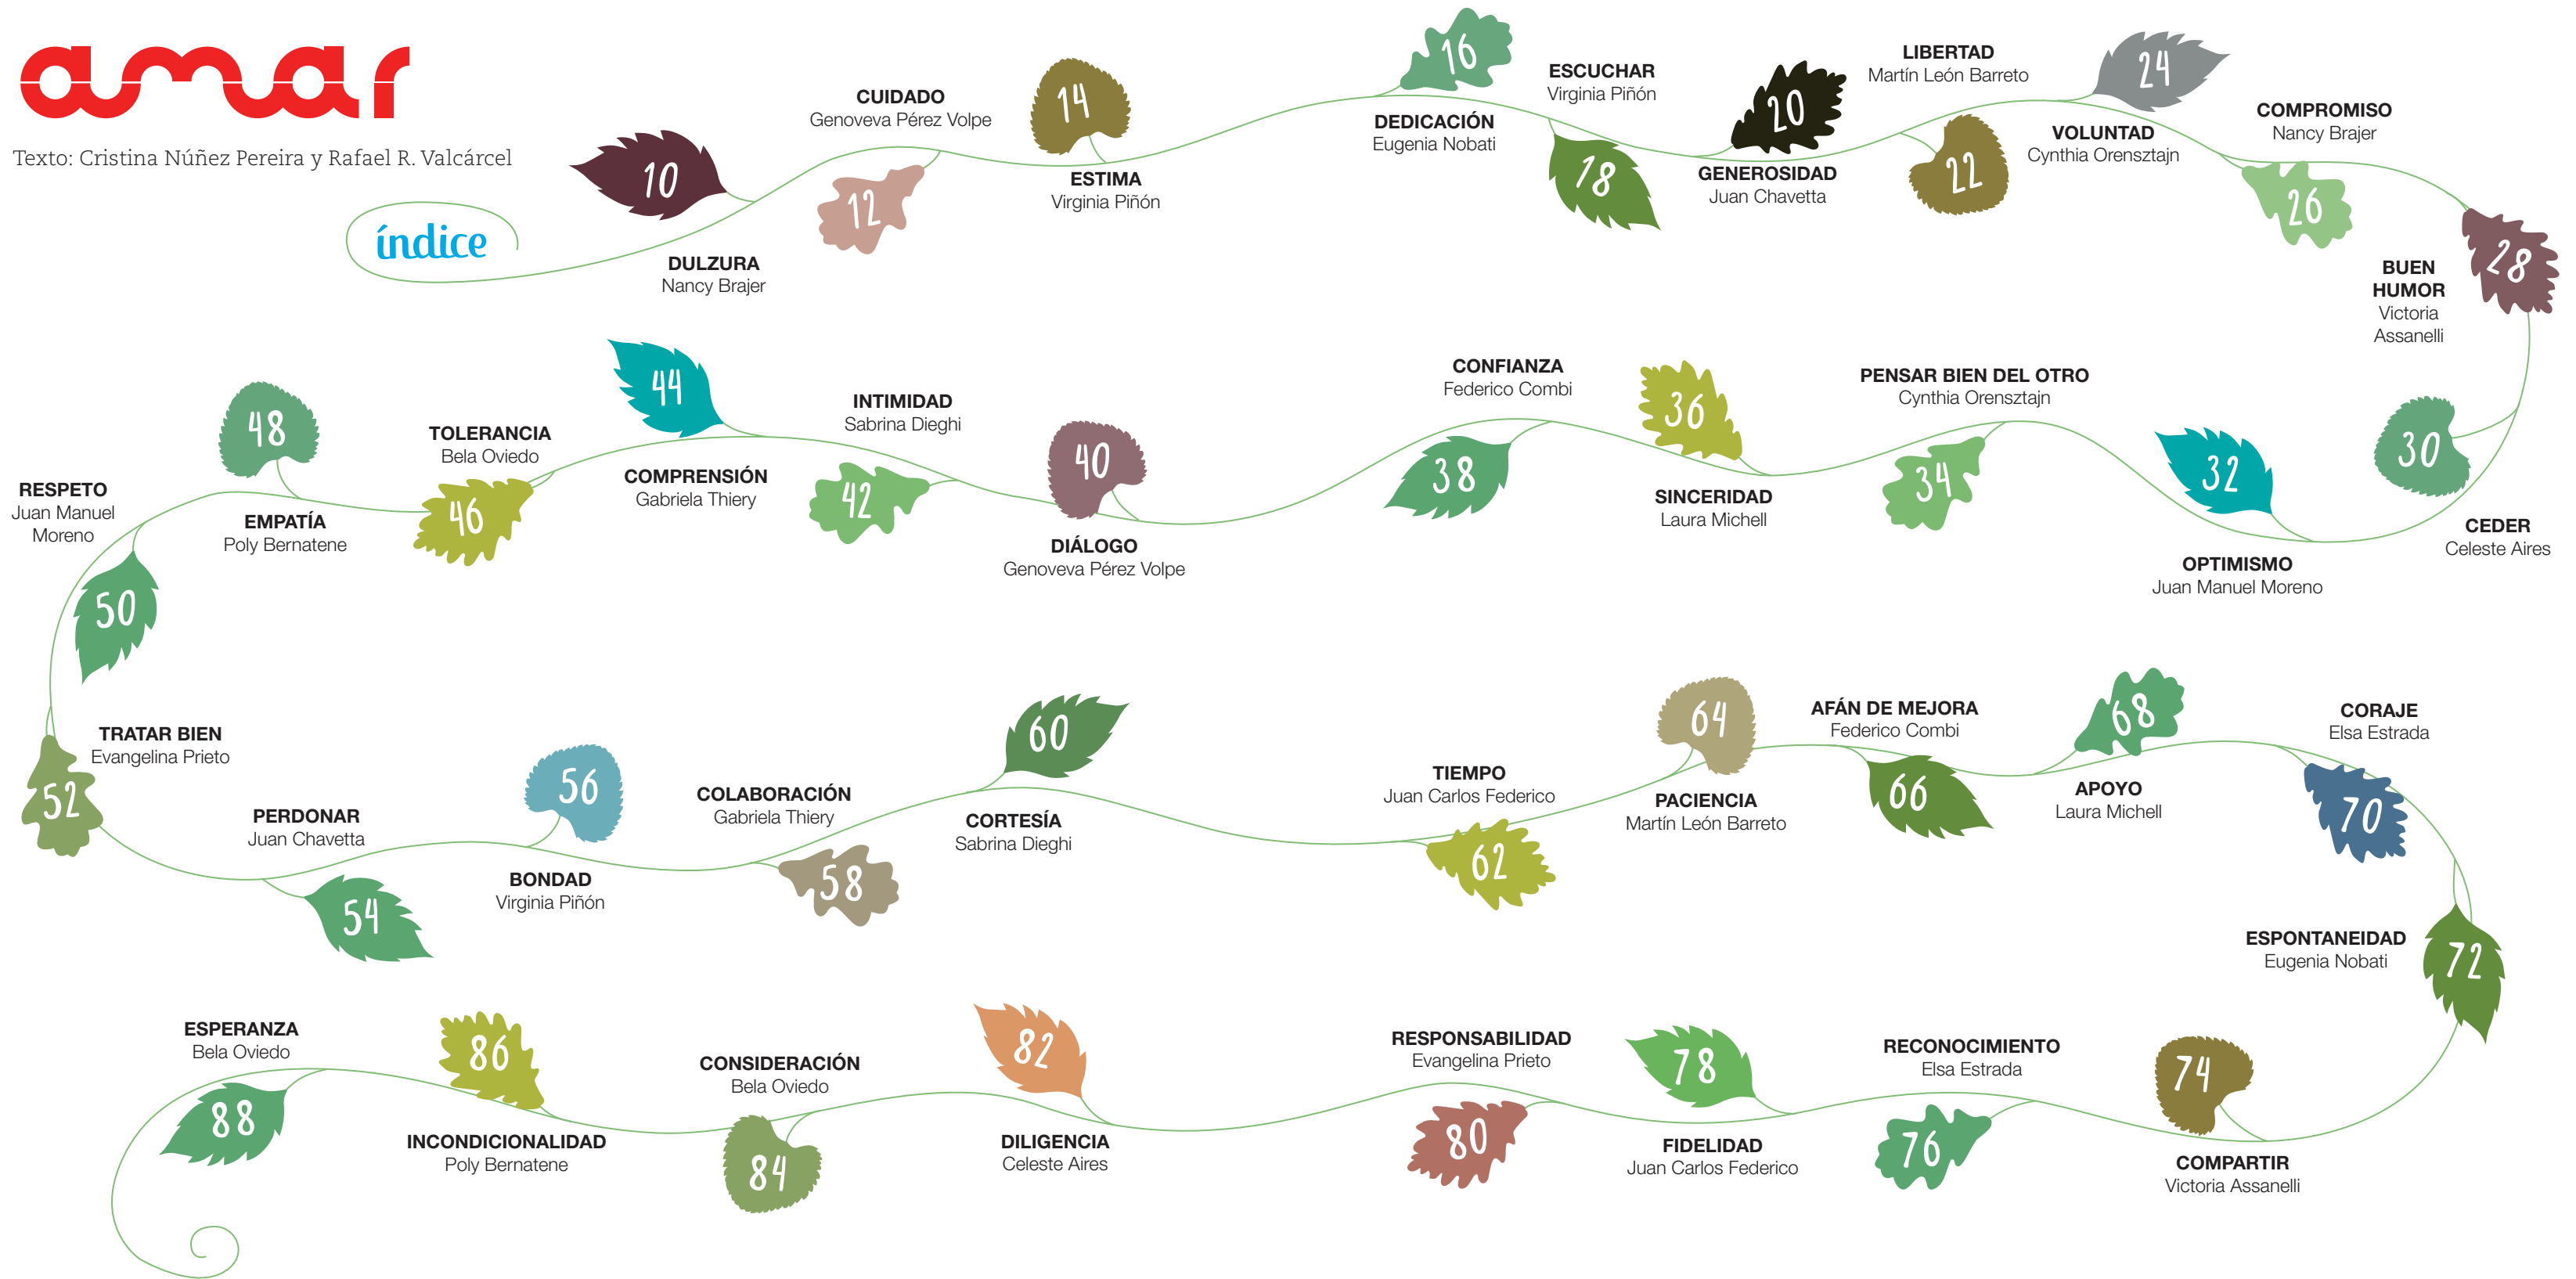 amar
Texto: Cristina Núñez Pereira y Rafael R. Valcárcel
índice
10
DULZURA
Nancy Brajer
CUIDADO
Genoveva Pérez Volpe
12
14
ESTIMA
Virginia Piñón
16
DEDICACIÓN
Eugenia Nobati
ESCUCHAR
Virginia Piñón
18
20
GENEROSIDAD
Juan Chavetta
LIBERTAD
Martín León Barreto
22
24
VOLUNTAD
Cynthia Orensztajn
COMPROMISO
Nancy Brajer
26
28
BUEN
HUMOR
Victoria
Assanelli
30
CEDER
Celeste Aires
32
OPTIMISMO
Juan Manuel Moreno
PENSAR BIEN DEL OTRO
Cynthia Orensztajn
34
36
SINCERIDAD
Laura Michell
CONFIANZA
Federico Combi
38
40
DIÁLOGO
Genoveva Pérez Volpe
INTIMIDAD
Sabrina Dieghi
42
44
COMPRENSIÓN
Gabriela Thiery
TOLERANCIA
Bela Oviedo
46
48
EMPATÍA
Poly Bernatene
RESPETO
Juan Manuel
Moreno
50
TRATAR BIEN
Evangelina Prieto
52
PERDONAR
Juan Chavetta
54
56
BONDAD
Virginia Piñón
COLABORACIÓN
Gabriela Thiery
58
60
CORTESÍA
Sabrina Dieghi
TIEMPO
Juan Carlos Federico
62
64
PACIENCIA
Martín León Barreto
AFÁN DE MEJORA
Federico Combi
66
68
APOYO
Laura Michell
CORAJE
Elsa Estrada
70
ESPONTANEIDAD
Eugenia Nobati
72
74
COMPARTIR
Victoria Assanelli
RECONOCIMIENTO
Elsa Estrada
76
78
FIDELIDAD
Juan Carlos Federico
RESPONSABILIDAD
Evangelina Prieto
80
82
DILIGENCIA
Celeste Aires
CONSIDERACIÓN
Bela Oviedo
84
86
INCONDICIONALIDAD
Poly Bernatene
ESPERANZA
Bela Oviedo
88